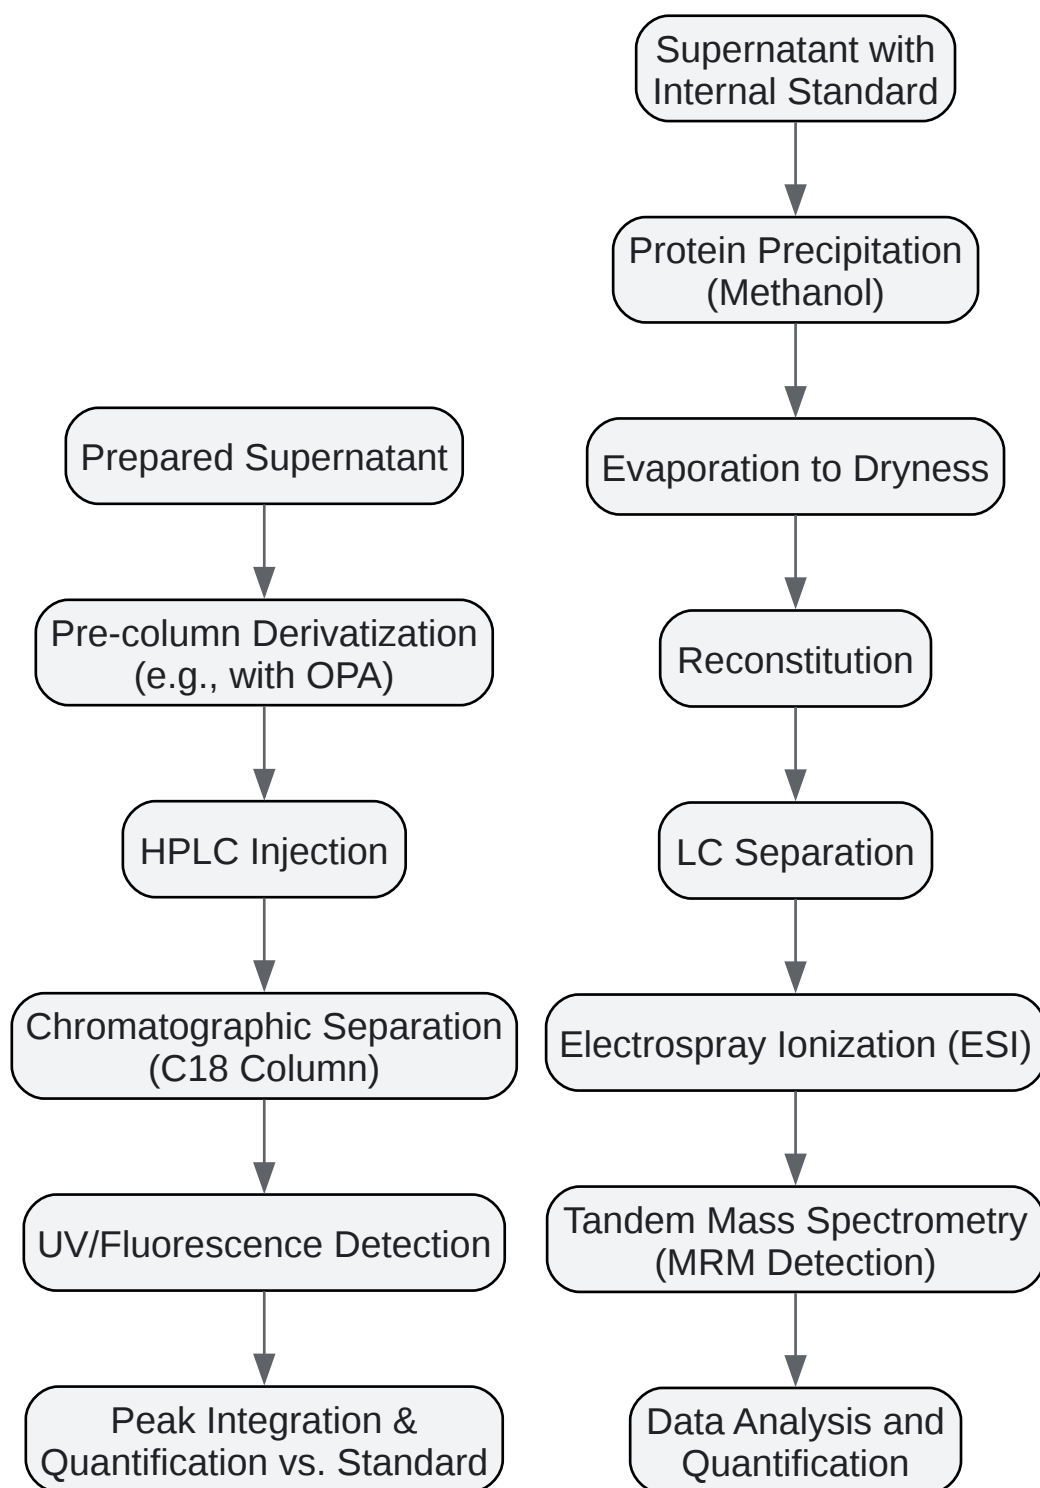 Prepared Supernatant
Pre-column Derivatization
(e.g., with OPA)
HPLC Injection
Chromatographic Separation
(C18 Column)
UV/Fluorescence Detection
Peak Integration &
Quantification vs. Standard
Supernatant with
Internal Standard
Protein Precipitation
(Methanol)
Evaporation to Dryness
Reconstitution
LC Separation
Electrospray Ionization (ESI)
Tandem Mass Spectrometry
(MRM Detection)
Data Analysis and
Quantification